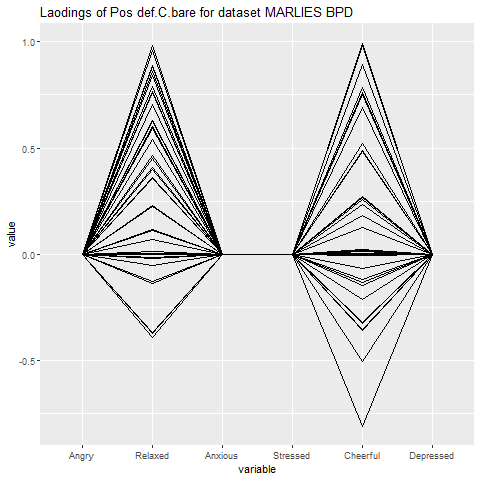 Laodings of Pos def.C.bare for dataset MARLIES BPD
1.0
0.5
0.0
-0.5
value
Angry Relaxed Anxious Stressed Cheerful Depressed
variable